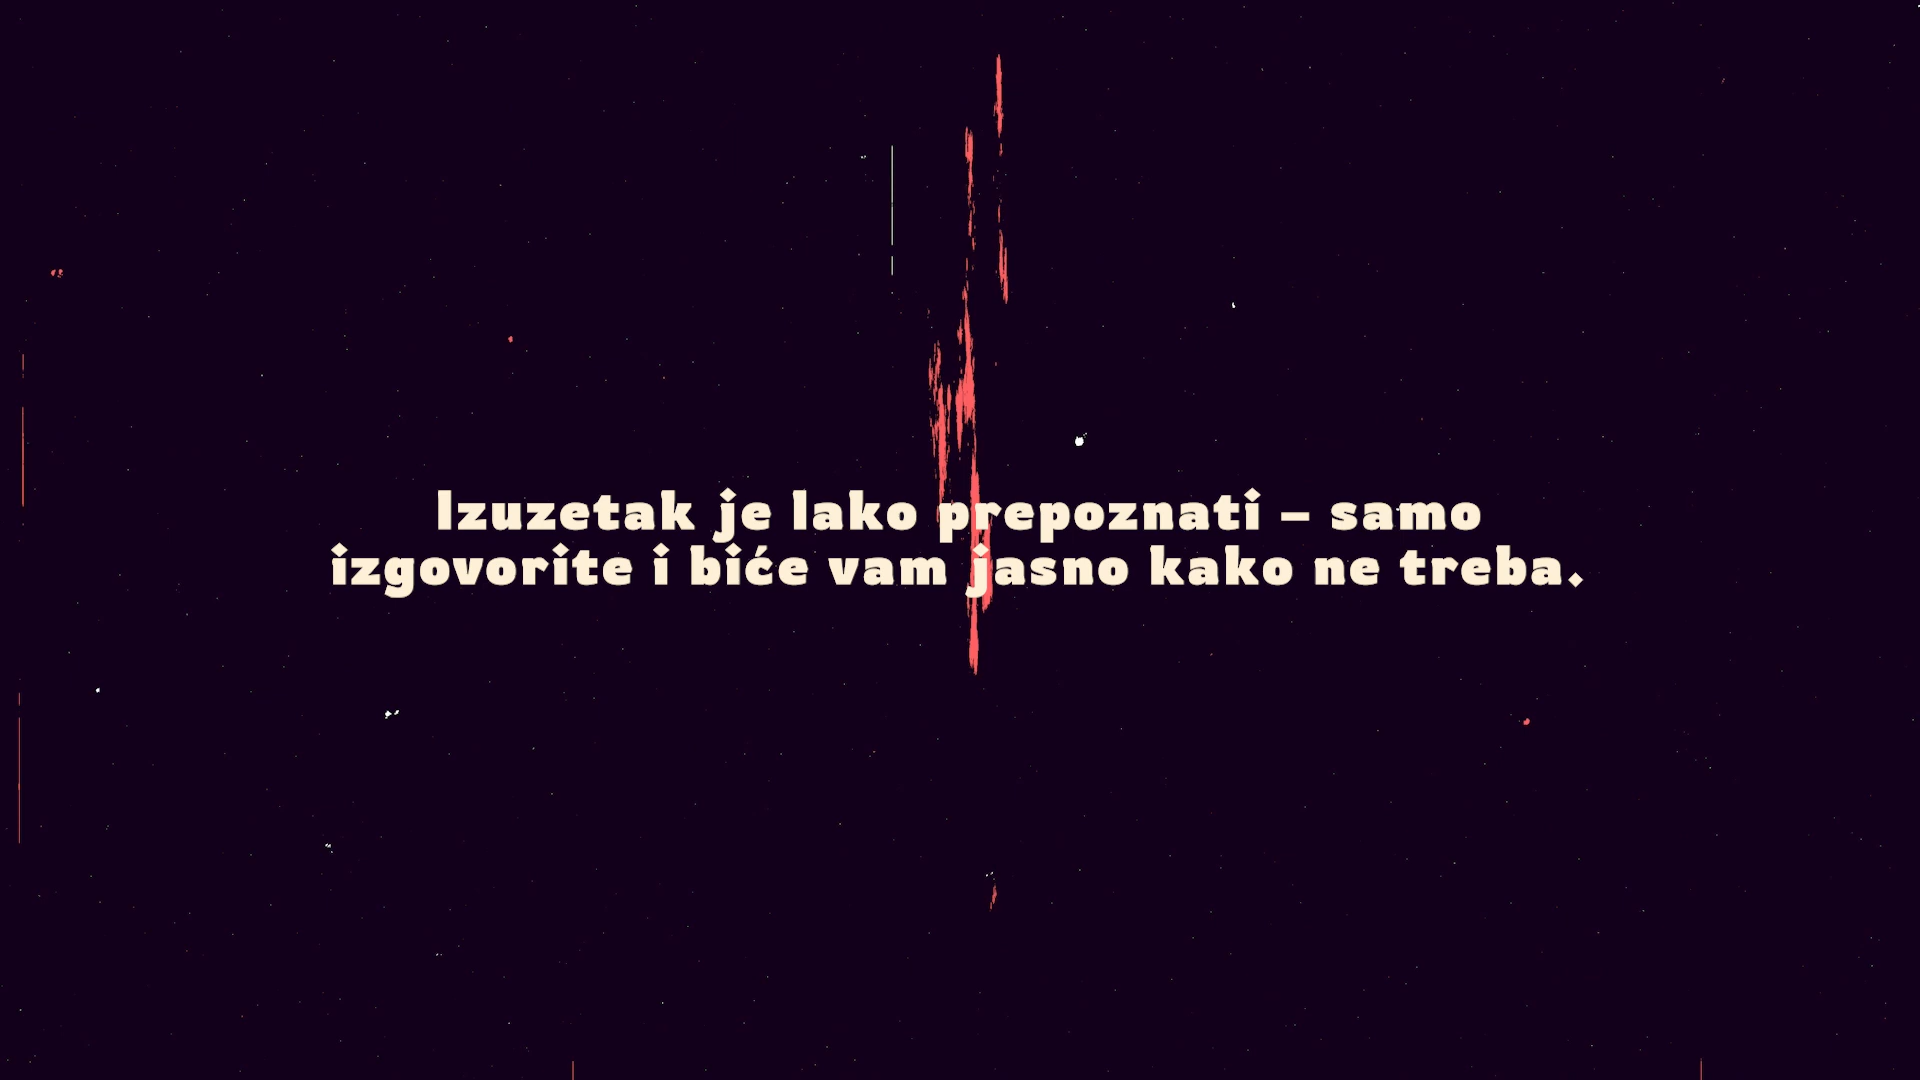 Izuzetak je lako prepoznati – samo
izgovorite i biće vam jasno kako ne treba.